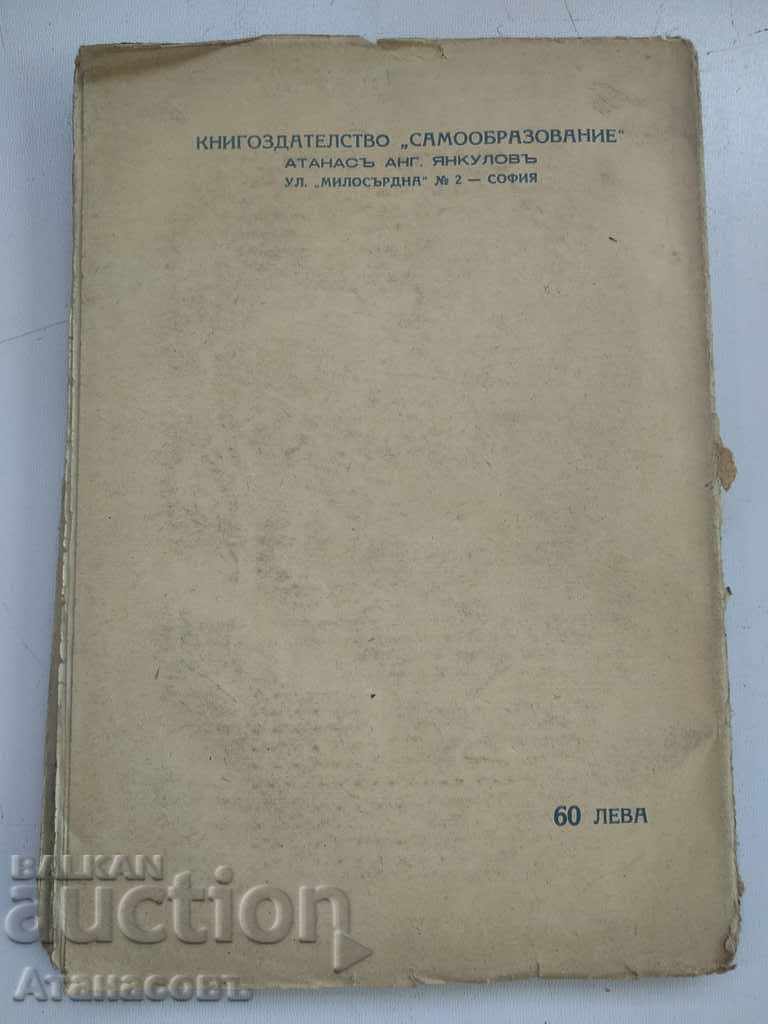 КНИГОЗДАТЕЛСТВО „САМООБРАЗОВАНИЕ“
АТАНАСЪ АНГ. ЯНКУЛОВЪ
УЛ. „МИЛОСЪРДНА“ № 2 — СОФИЯ
60 ЛЕВА
BALKAN
auction
Атанасовъ